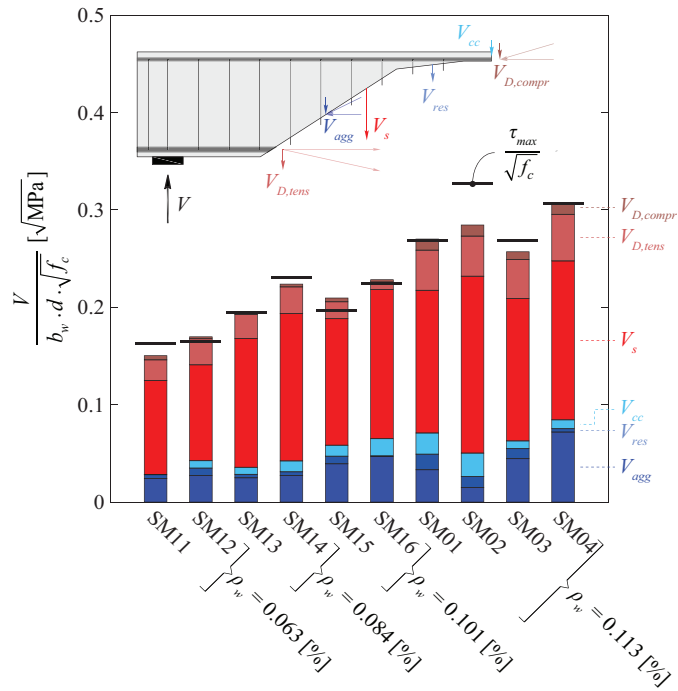 0.5
0.4
0.3
0.2
0.1
0
V / b_w · d · √f_c [√MPa]
V_cc
V_D,compr
V_res
V_agg
V_s
V_D,tens
V
τ_max / √f_c
V_D,compr
V_D,tens
V_s
V_cc
V_res
V_agg
SM11
SM12
SM13
SM14
SM15
SM16
SM01
SM02
SM03
SM04
ρ_w = 0.063 [%]
ρ_w = 0.084 [%]
ρ_w = 0.101 [%]
ρ_w = 0.113 [%]